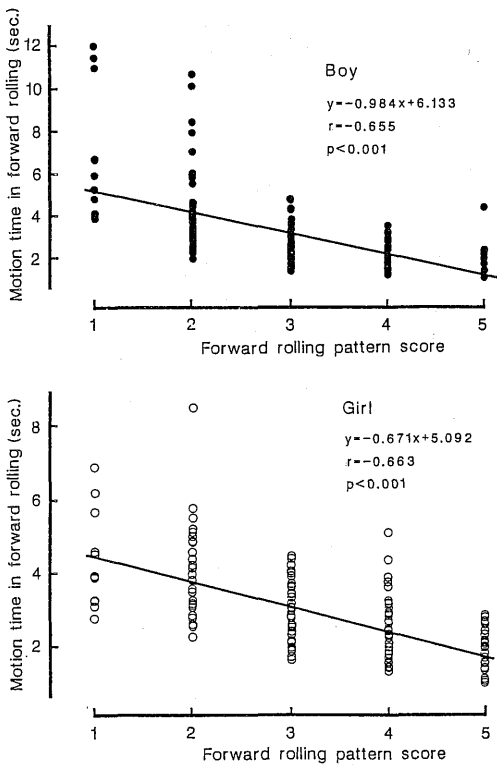 Motion time in forward rolling (sec.)
12
10
8
6
4
2
Boy
y=-0.984x+6.133
r=-0.655
p<0.001
1 2 3 4 5
Forward rolling pattern score
Motion time in forward rolling (sec.)
8
6
4
2
Girl
y=-0.671x+5.092
r=-0.663
p<0.001
1 2 3 4 5
Forward rolling pattern score